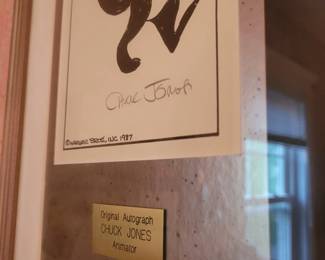 Chuck Jones
©WARNER BROS., INC. 1987
Original Autograph
CHUCK JONES
Animator